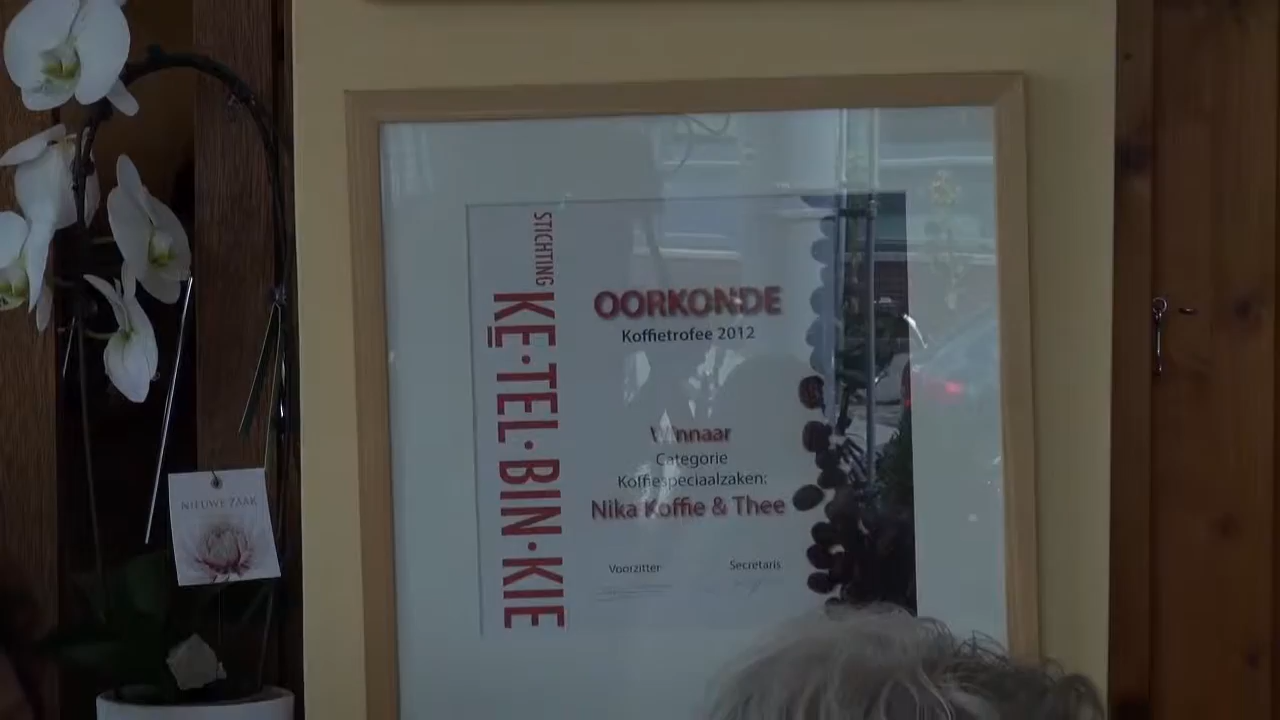 STICHTING
KE·TEL·BIN·KIE
OORKONDE
Koffietrofee 2012
Winnaar
Categorie
Koffiespeciaalzaken:
Nika Koffie & Thee
Voorzitter
Secretaris
NIEUWE ZAAK